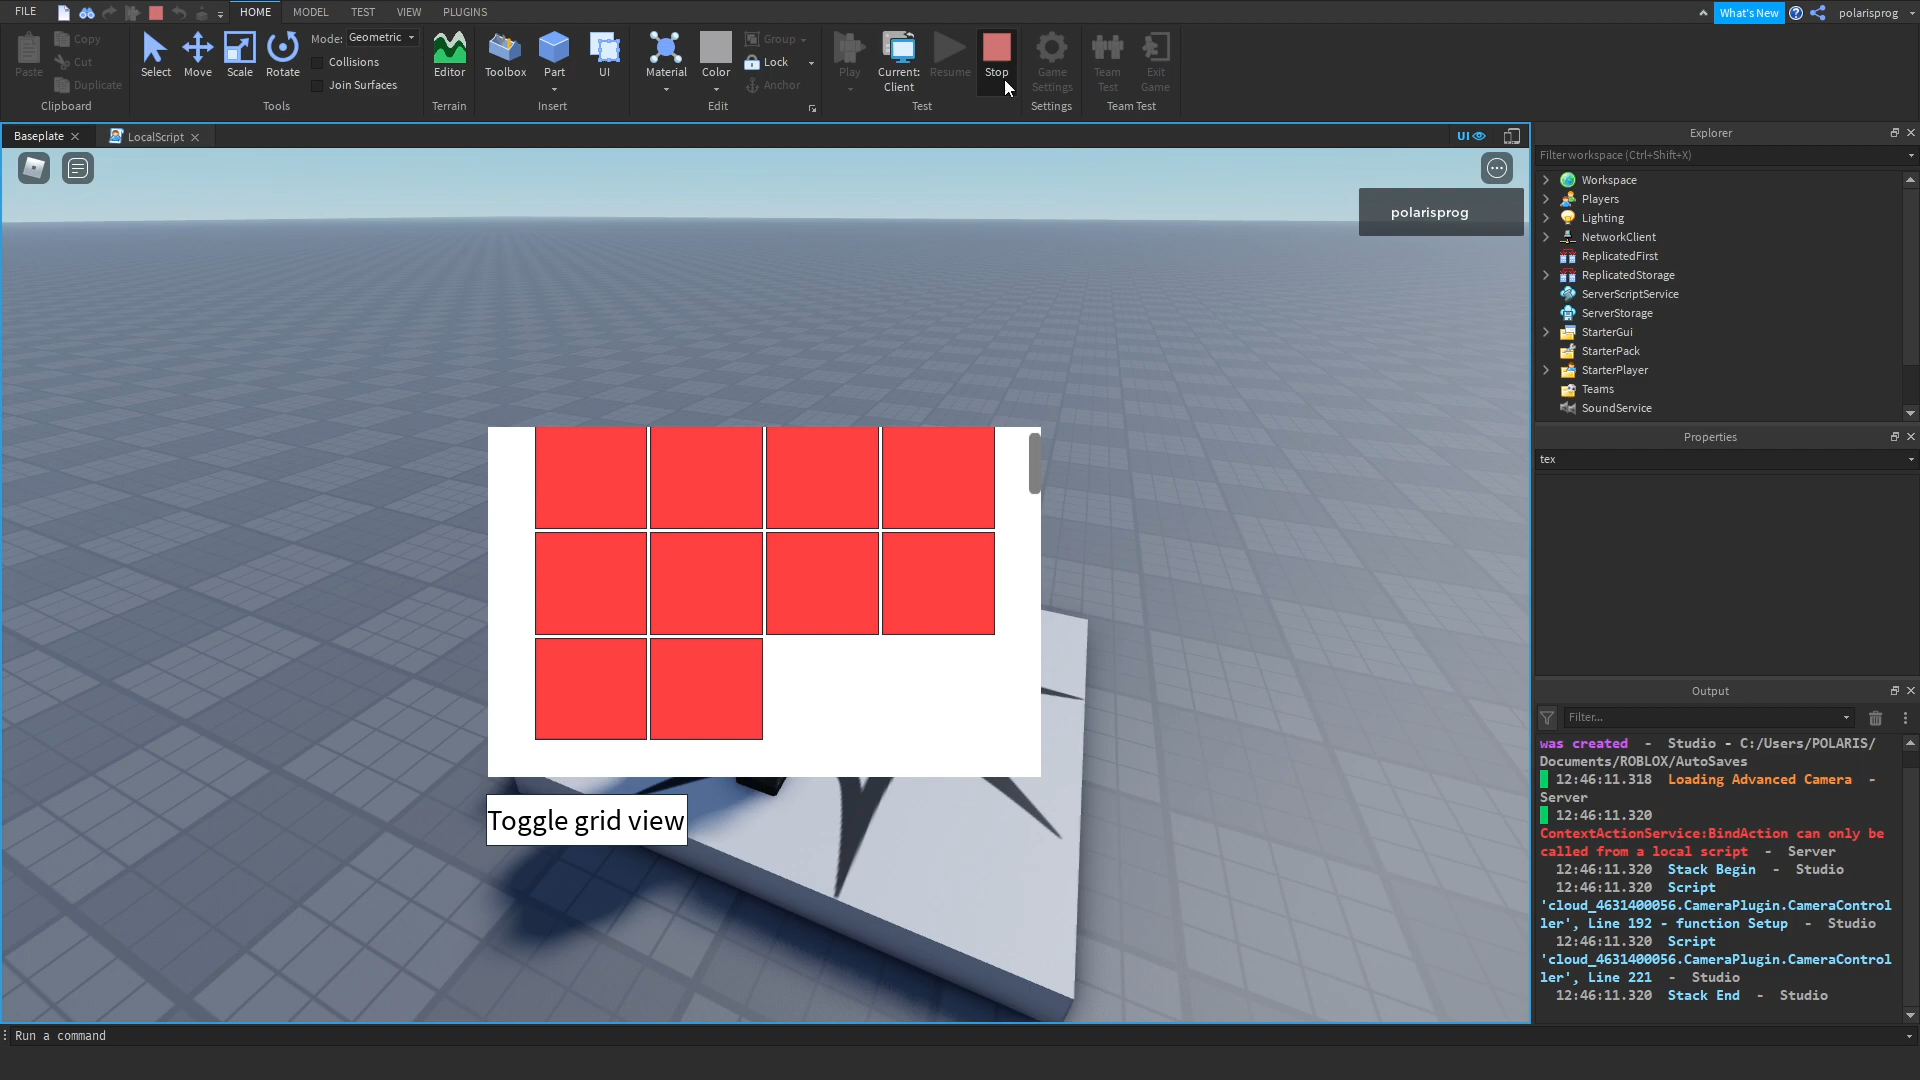 FILE
HOME
MODEL
TEST
VIEW
PLUGINS
What's New
polarisprog
Paste
Copy
Cut
Duplicate
Clipboard
Select
Move
Scale
Rotate
Mode: Geometric
Collisions
Join Surfaces
Tools
Editor
Terrain
Toolbox
Part
UI
Insert
Material
Color
Group
Lock
Anchor
Edit
Play
Current:
Client
Resume
Stop
Test
Game
Settings
Settings
Team
Test
Exit
Game
Team Test
Baseplate
LocalScript
UI
polarisprog
Toggle grid view
Explorer
Filter workspace (Ctrl+Shift+X)
Workspace
Players
Lighting
NetworkClient
ReplicatedFirst
ReplicatedStorage
ServerScriptService
ServerStorage
StarterGui
StarterPack
StarterPlayer
Teams
SoundService
Properties
tex
Output
Filter...
was created - Studio - C:/Users/POLARIS/
Documents/ROBLOX/AutoSaves
12:46:11.318 Loading Advanced Camera -
Server
12:46:11.320
ContextActionService:BindAction can only be
called from a local script - Server
12:46:11.320 Stack Begin - Studio
12:46:11.320 Script
'cloud_4631400056.CameraPlugin.CameraControl
ler', Line 192 - function Setup - Studio
12:46:11.320 Script
'cloud_4631400056.CameraPlugin.CameraControl
ler', Line 221 - Studio
12:46:11.320 Stack End - Studio
Run a command